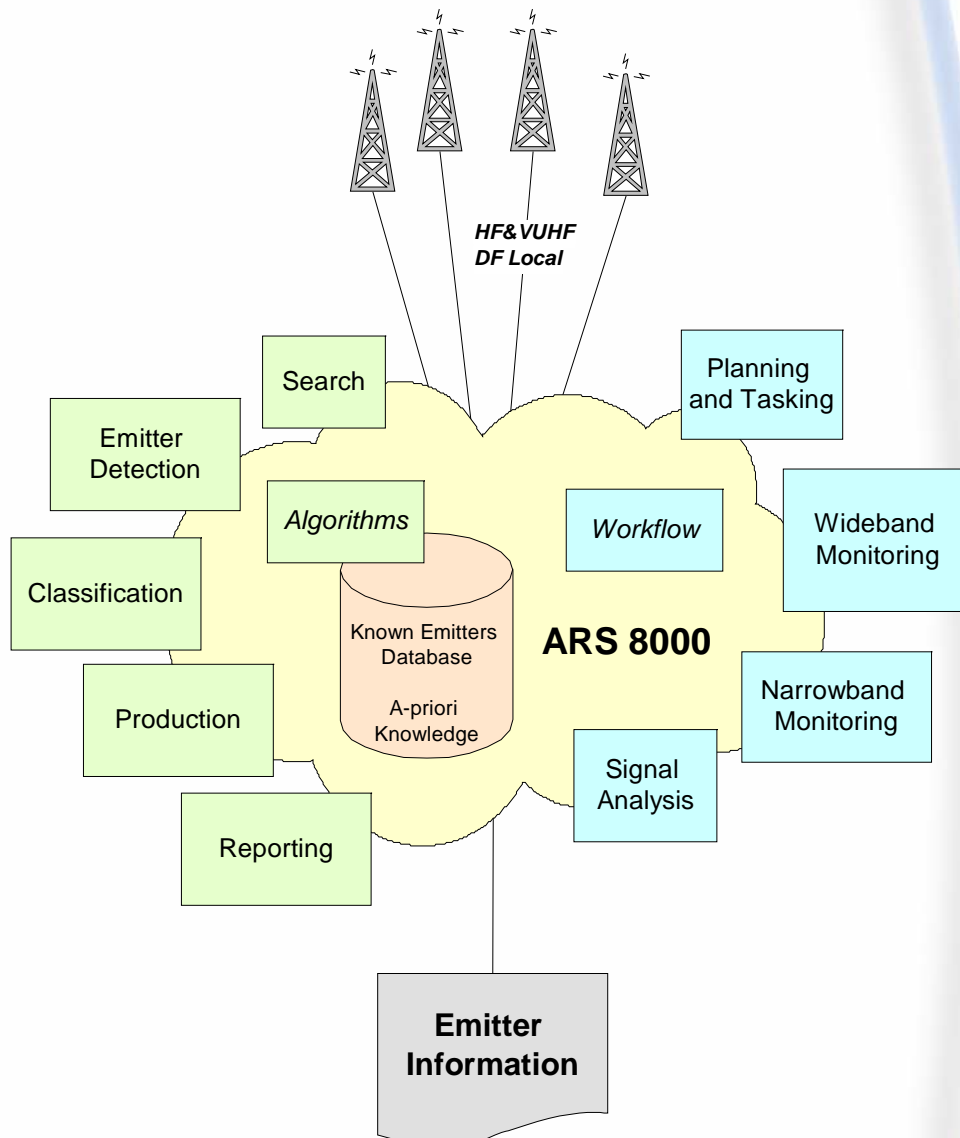 HF&VUHF
DF Local
Search
Planning
and Tasking
Emitter
Detection
Algorithms
Workflow
Wideband
Monitoring
Classification
Known Emitters
Database
A-priori
Knowledge
ARS 8000
Narrowband
Monitoring
Production
Signal
Analysis
Reporting
Emitter
Information